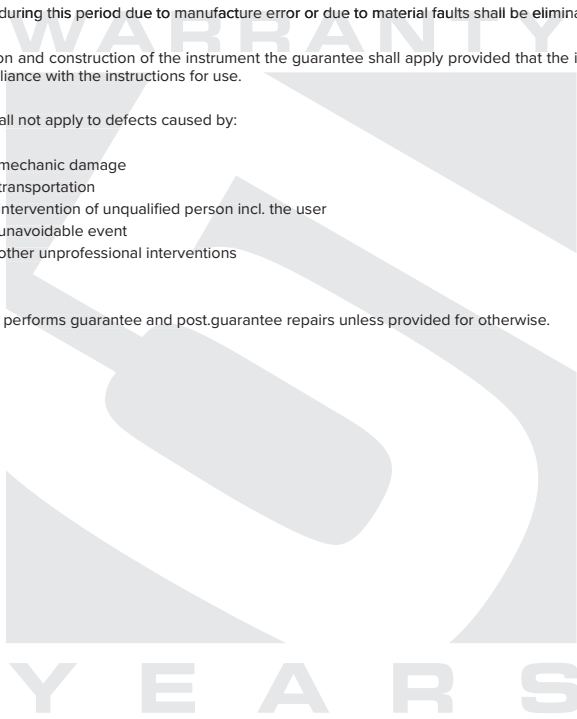 during this period due to manufacture error or due to material faults shall be elimina
WARRANTY
on and construction of the instrument the guarantee shall apply provided that the i
liance with the instructions for use.
all not apply to defects caused by:
mechanic damage
transportation
intervention of unqualified person incl. the user
unavoidable event
other unprofessional interventions
performs guarantee and post.guarantee repairs unless provided for otherwise.
5
YEARS